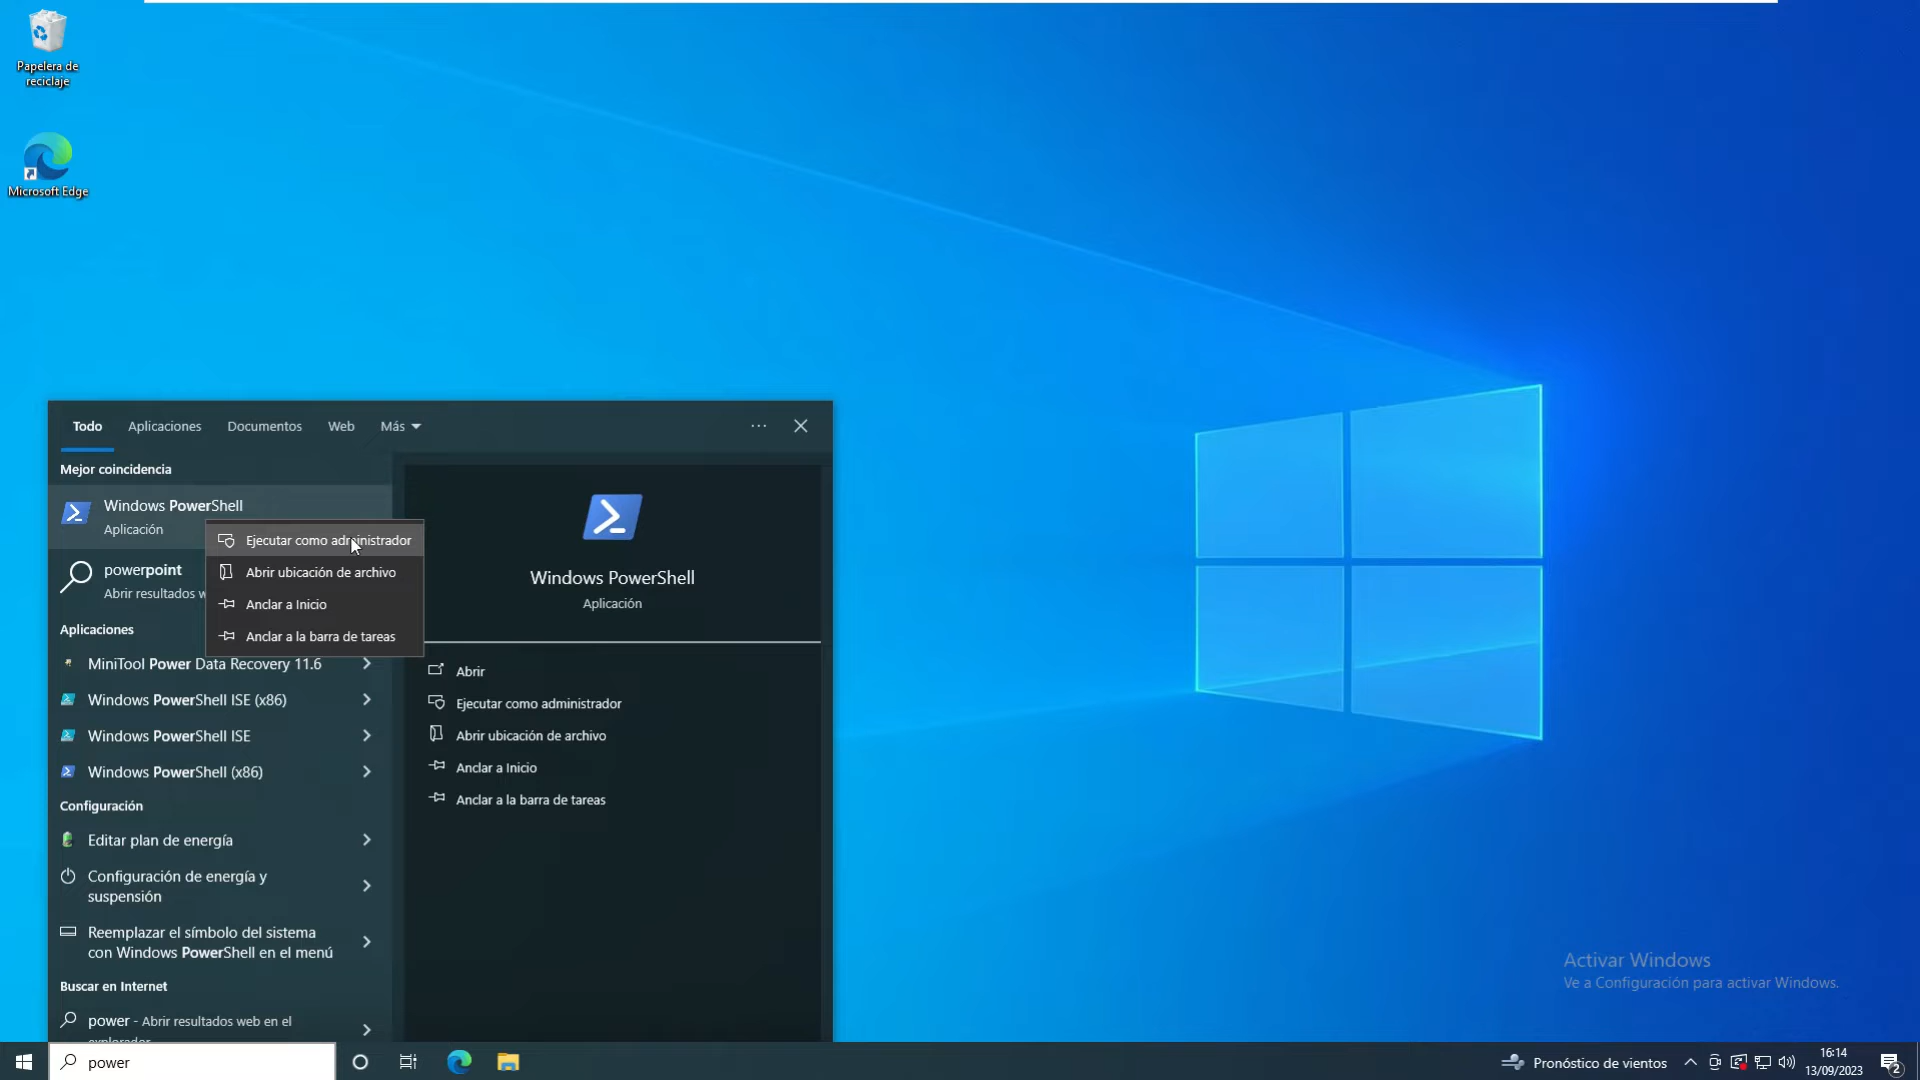 Papelera de
reciclaje
Microsoft Edge
Todo
Aplicaciones
Documentos
Web
Más
Mejor coincidencia
Windows PowerShell
Aplicación
powerpoint
Abrir resultados w
Ejecutar como administrador
Abrir ubicación de archivo
Anclar a Inicio
Anclar a la barra de tareas
Aplicaciones
MiniTool Power Data Recovery 11.6
Windows PowerShell ISE (x86)
Windows PowerShell ISE
Windows PowerShell (x86)
Configuración
Editar plan de energía
Configuración de energía y
suspensión
Reemplazar el símbolo del sistema
con Windows PowerShell en el menú
Buscar en Internet
power - Abrir resultados web en el
explorador
Windows PowerShell
Aplicación
Abrir
Ejecutar como administrador
Abrir ubicación de archivo
Anclar a Inicio
Anclar a la barra de tareas
Activar Windows
Ve a Configuración para activar Windows.
power
Pronóstico de vientos
16:14
13/09/2023
2